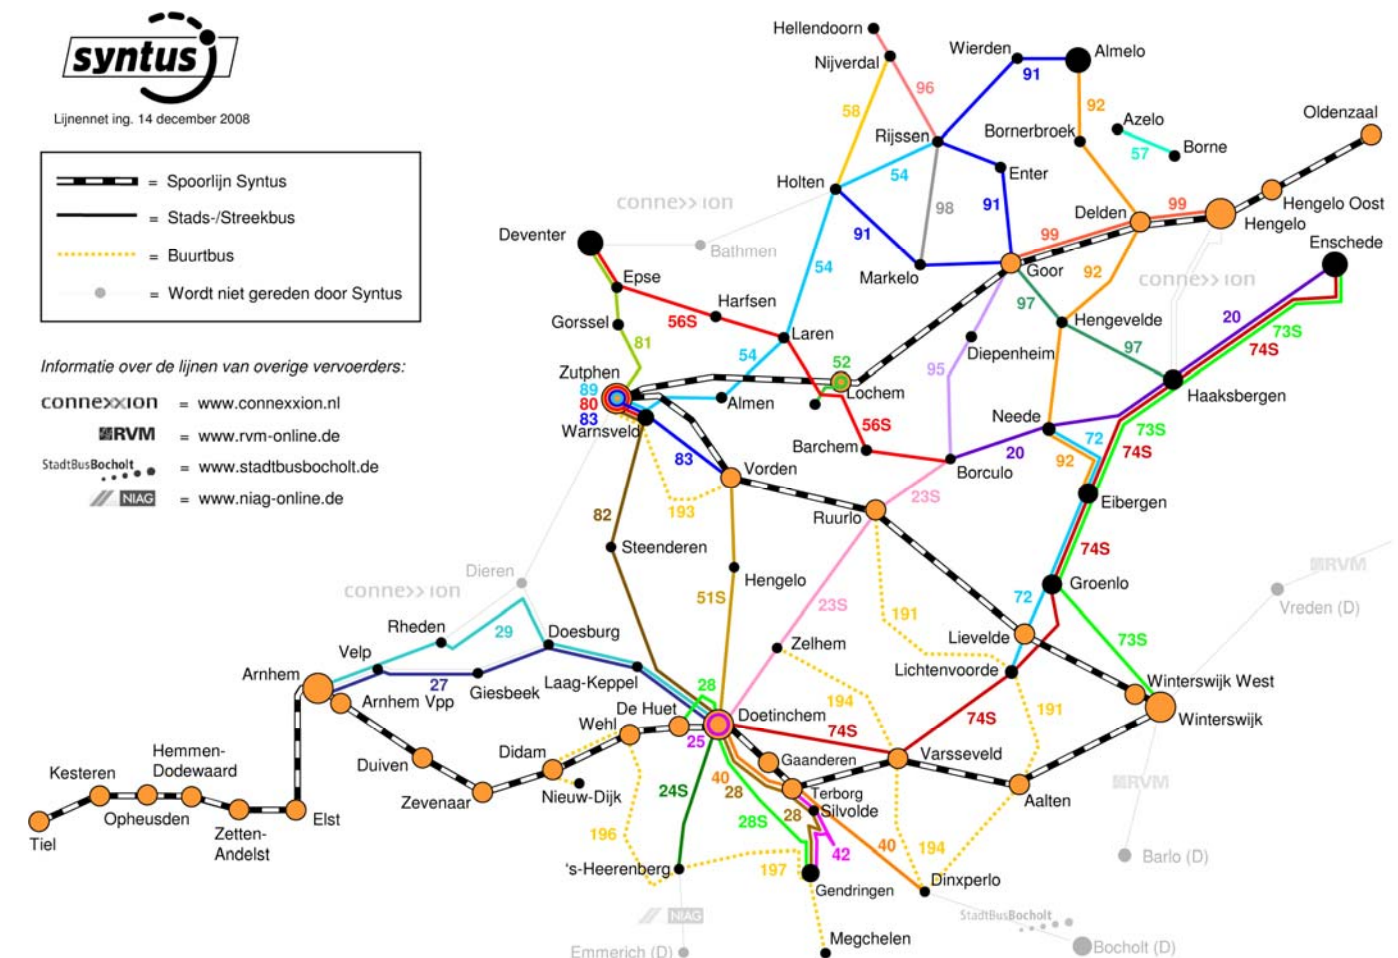 syntus
Lijnennet ing. 14 december 2008
= Spoorlijn Syntus
= Stads-/Streekbus
= Buurtbus
= Wordt niet gereden door Syntus
Informatie over de lijnen van overige vervoerders:
connexxion = www.connexxion.nl
RVM = www.rvm-online.de
StadtBusBocholt = www.stadtbusbocholt.de
NIAG = www.niag-online.de
Hellendoorn
Nijverdal
96
58
Wierden
91
Almelo
92
Rijssen
Bornerbroek
Azelo
57
Borne
Oldenzaal
Holten
54
Enter
98
91
91
54
connexxion
Bathmen
Deventer
Markelo
Goor
99
Delden
99
Hengelo
Hengelo Oost
Enschede
92
connexxion
Epse
Gorssel
81
Harfsen
56S
Laren
54
97
Hengevelde
97
Diepenheim
95
20
73S
74S
Haaksbergen
Zutphen
89
80
83
Warnsveld
Almen
52
Lochem
56S
Barchem
Borculo
20
Neede
72
92
73S
74S
Eibergen
83
193
Vorden
82
Steenderen
Ruurlo
23S
Hengelo
51S
74S
Groenlo
72
RVM
Vreden (D)
Dieren
connexxion
Rheden
29
Doesburg
Velp
27
Giesbeek
Laag-Keppel
Arnhem
Arnhem Vpp
23S
Zelhem
191
Lievelde
Lichtenvoorde
73S
Winterswijk West
Winterswijk
191
194
74S
74S
28
De Huet
Doetinchem
25
Wehl
Didam
Nieuw-Dijk
Duiven
Zevenaar
Hemmen-
Dodewaard
Kesteren
Opheusden
Tiel
Zetten-
Andelst
Elst
Gaanderen
Terborg
Silvolde
Varsseveld
Aalten
RVM
Barlo (D)
24S
40
28
28S
28
42
40
194
196
197
's-Heerenberg
Gendringen
Dinxperlo
NIAG
Emmerich (D)
Megchelen
StadtBusBocholt
Bocholt (D)